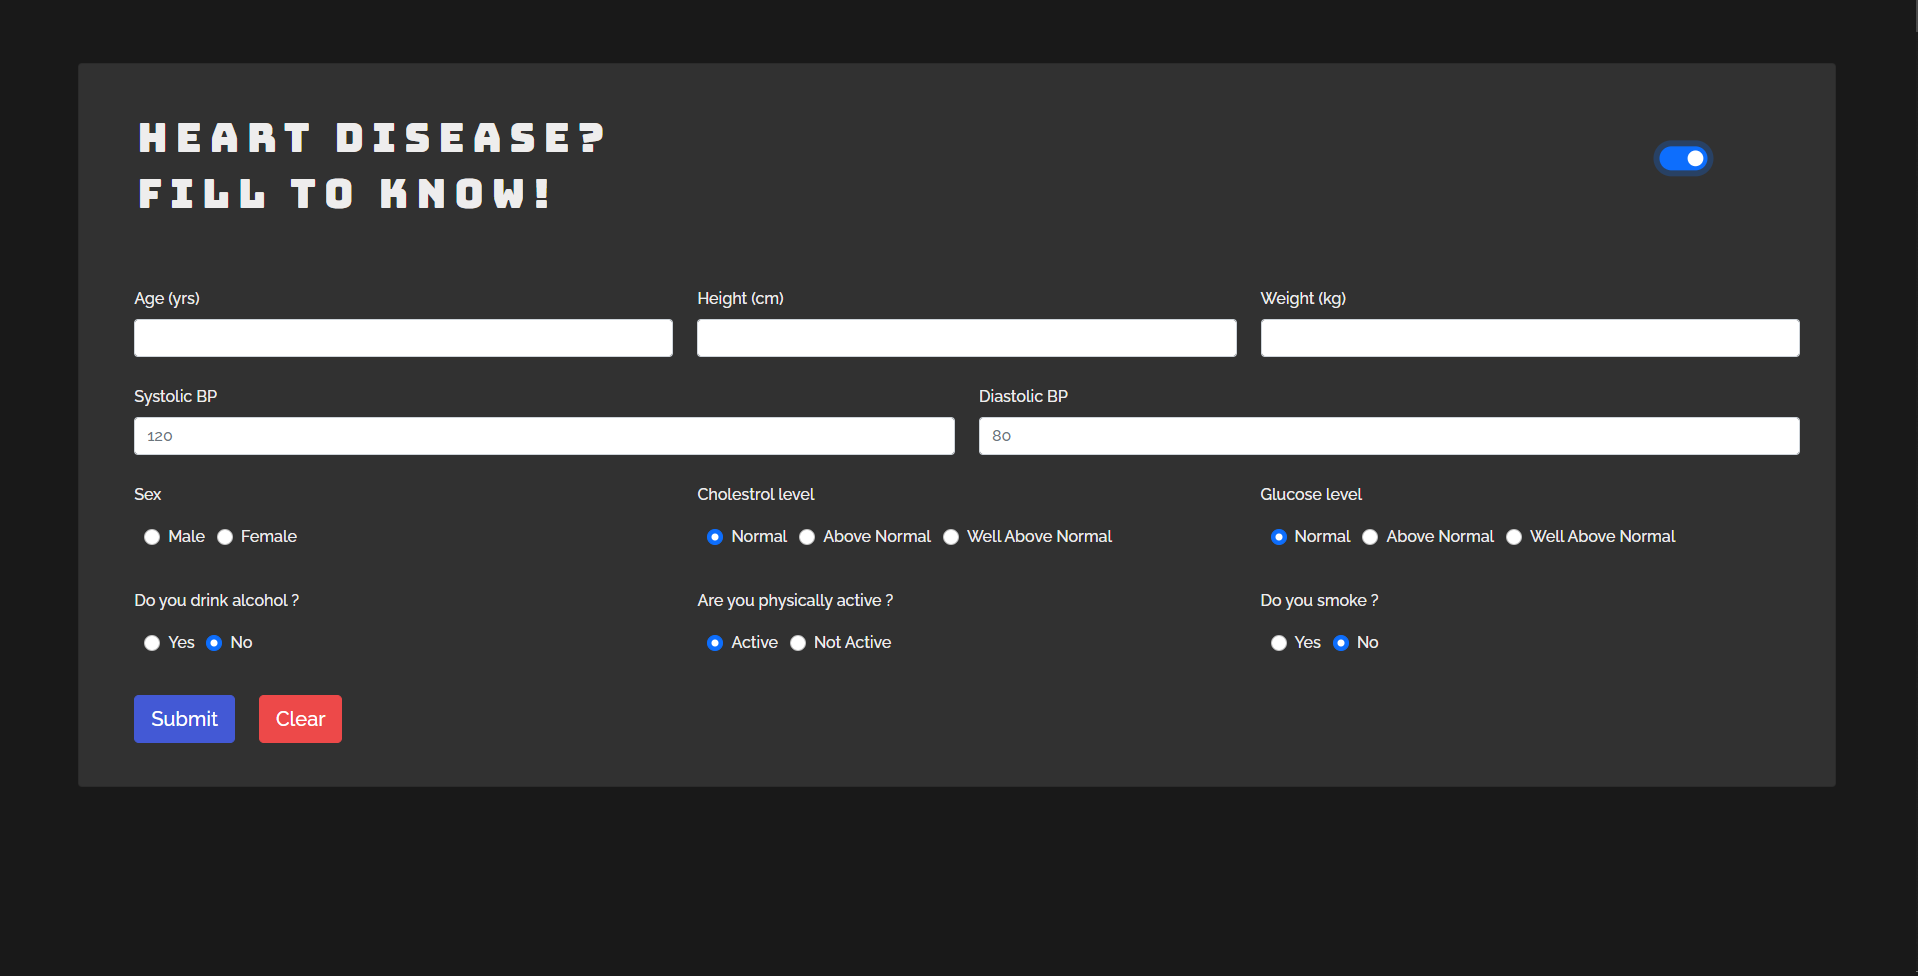 HEART DISEASE?
FILL TO KNOW!
Age (yrs) Height (cm) Weight (kg)
Systolic BP Diastolic BP
120 80
Sex Cholestrol level Glucose level
Male Female Normal Above Normal Well Above Normal Normal Above Normal Well Above Normal
Do you drink alcohol ? Are you physically active ? Do you smoke ?
Yes No Active Not Active Yes No
Submit Clear